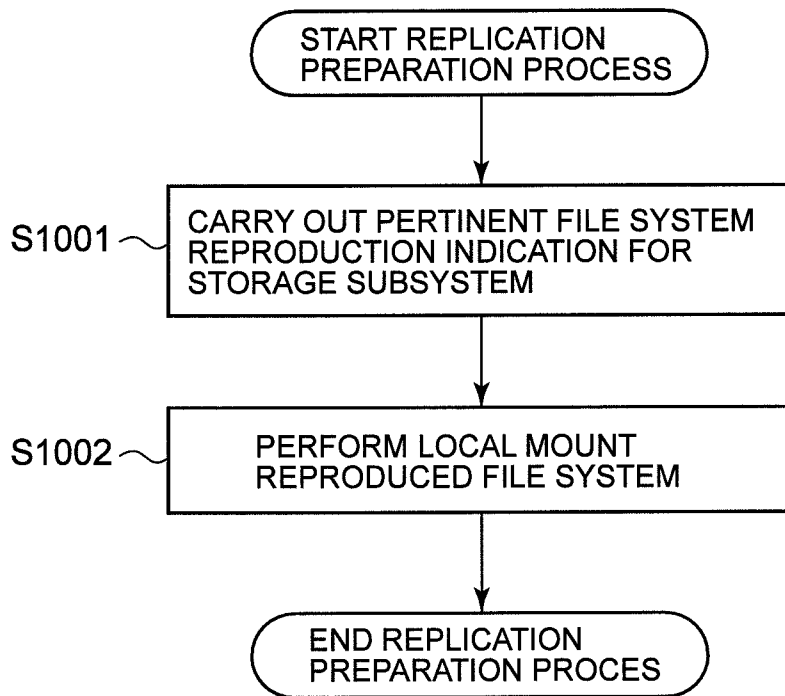 START REPLICATION
PREPARATION PROCESS
S1001
CARRY OUT PERTINENT FILE SYSTEM
REPRODUCTION INDICATION FOR
STORAGE SUBSYSTEM
S1002
PERFORM LOCAL MOUNT
REPRODUCED FILE SYSTEM
END REPLICATION
PREPARATION PROCES